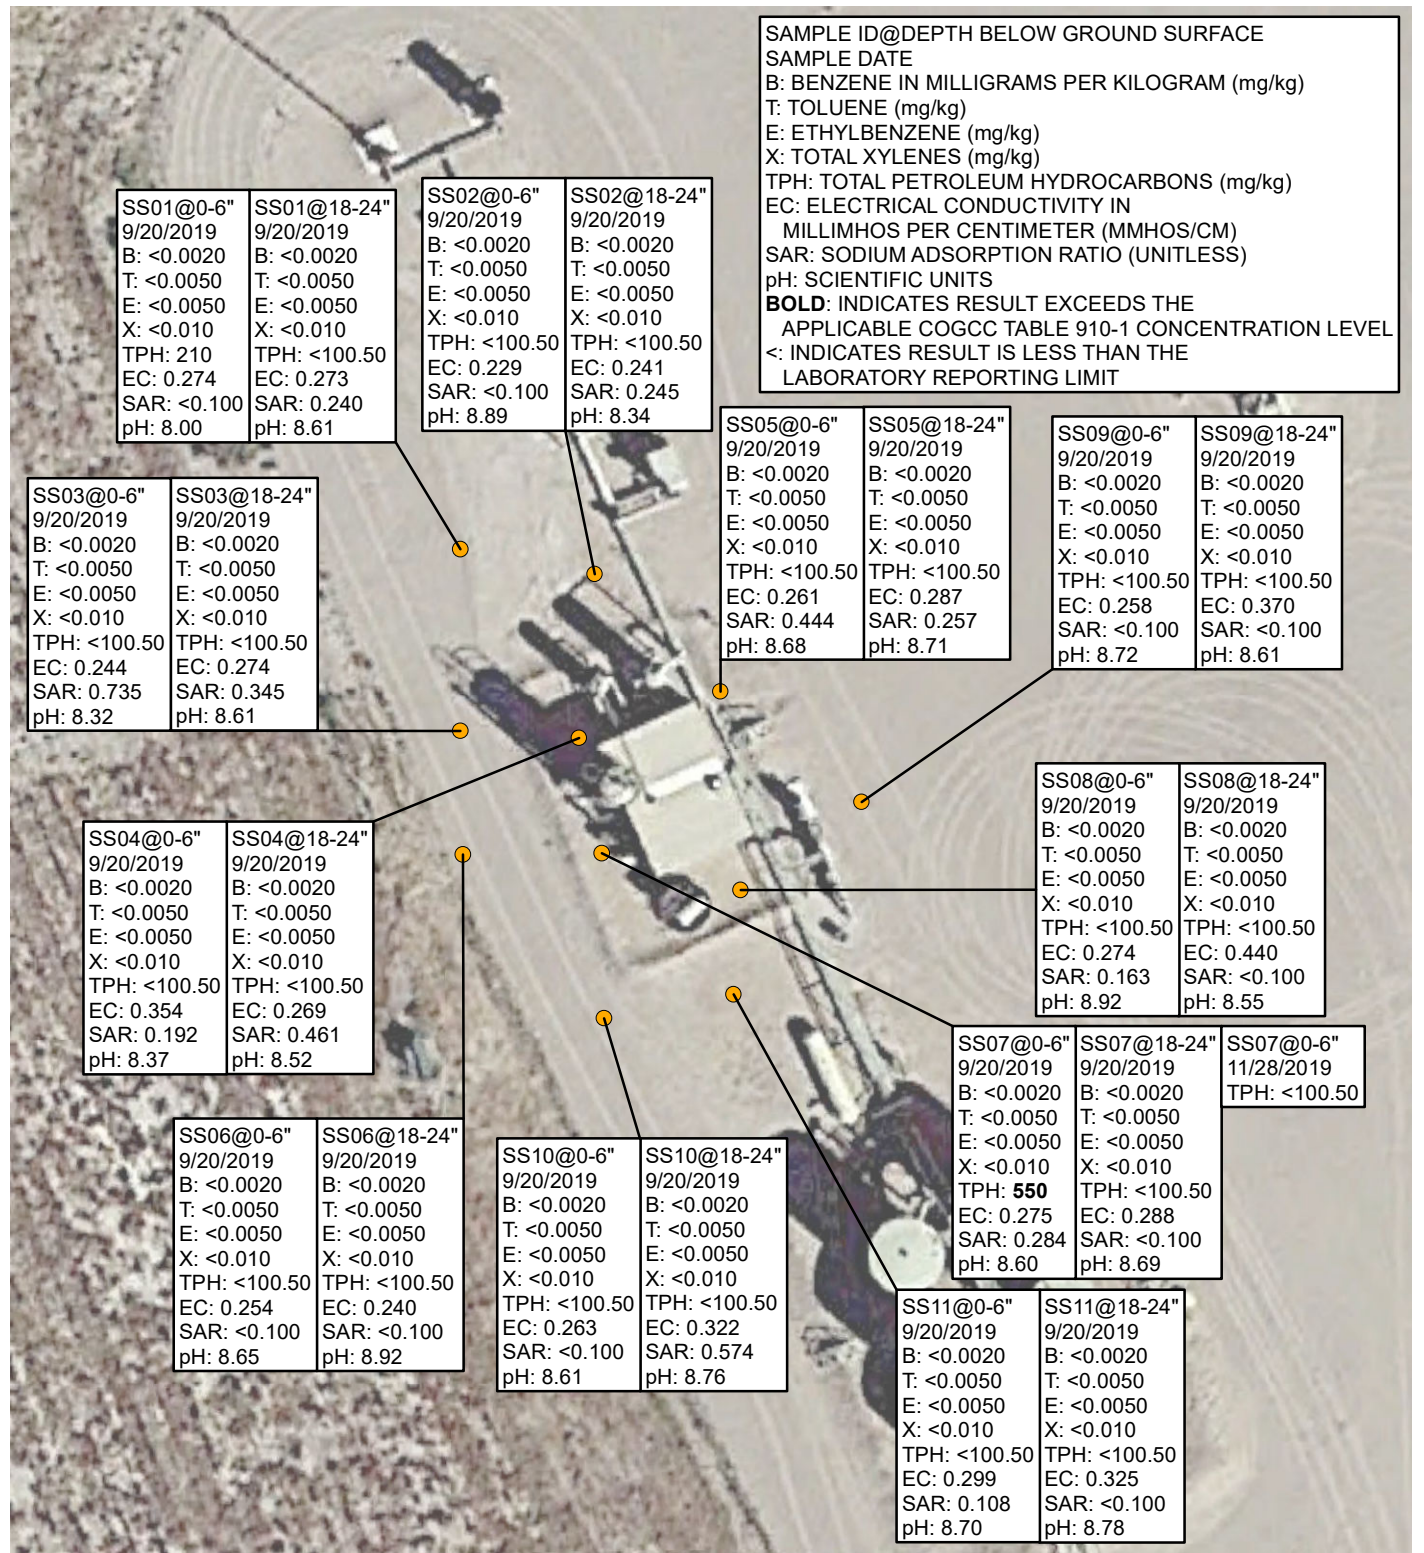 SAMPLE ID@DEPTH BELOW GROUND SURFACE
SAMPLE DATE
B: BENZENE IN MILLIGRAMS PER KILOGRAM (mg/kg)
T: TOLUENE (mg/kg)
E: ETHYLBENZENE (mg/kg)
X: TOTAL XYLENES (mg/kg)
TPH: TOTAL PETROLEUM HYDROCARBONS (mg/kg)
EC: ELECTRICAL CONDUCTIVITY IN
MILLIMHOS PER CENTIMETER (MMHOS/CM)
SAR: SODIUM ADSORPTION RATIO (UNITLESS)
pH: SCIENTIFIC UNITS
BOLD: INDICATES RESULT EXCEEDS THE
APPLICABLE COGCC TABLE 910-1 CONCENTRATION LEVEL
<: INDICATES RESULT IS LESS THAN THE
LABORATORY REPORTING LIMIT
SS01@0-6"
9/20/2019
B: <0.0020
T: <0.0050
E: <0.0050
X: <0.010
TPH: 210
EC: 0.274
SAR: <0.100
pH: 8.00
SS01@18-24"
9/20/2019
B: <0.0020
T: <0.0050
E: <0.0050
X: <0.010
TPH: <100.50
EC: 0.273
SAR: 0.240
pH: 8.61
SS02@0-6"
9/20/2019
B: <0.0020
T: <0.0050
E: <0.0050
X: <0.010
TPH: <100.50
EC: 0.229
SAR: <0.100
pH: 8.89
SS02@18-24"
9/20/2019
B: <0.0020
T: <0.0050
E: <0.0050
X: <0.010
TPH: <100.50
EC: 0.241
SAR: 0.245
pH: 8.34
SS05@0-6"
9/20/2019
B: <0.0020
T: <0.0050
E: <0.0050
X: <0.010
TPH: <100.50
EC: 0.261
SAR: 0.444
pH: 8.68
SS05@18-24"
9/20/2019
B: <0.0020
T: <0.0050
E: <0.0050
X: <0.010
TPH: <100.50
EC: 0.287
SAR: 0.257
pH: 8.71
SS09@0-6"
9/20/2019
B: <0.0020
T: <0.0050
E: <0.0050
X: <0.010
TPH: <100.50
EC: 0.258
SAR: <0.100
pH: 8.72
SS09@18-24"
9/20/2019
B: <0.0020
T: <0.0050
E: <0.0050
X: <0.010
TPH: <100.50
EC: 0.370
SAR: <0.100
pH: 8.61
SS03@0-6"
9/20/2019
B: <0.0020
T: <0.0050
E: <0.0050
X: <0.010
TPH: <100.50
EC: 0.244
SAR: 0.735
pH: 8.32
SS03@18-24"
9/20/2019
B: <0.0020
T: <0.0050
E: <0.0050
X: <0.010
TPH: <100.50
EC: 0.274
SAR: 0.345
pH: 8.61
SS08@0-6"
9/20/2019
B: <0.0020
T: <0.0050
E: <0.0050
X: <0.010
TPH: <100.50
EC: 0.274
SAR: 0.163
pH: 8.92
SS08@18-24"
9/20/2019
B: <0.0020
T: <0.0050
E: <0.0050
X: <0.010
TPH: <100.50
EC: 0.440
SAR: <0.100
pH: 8.55
SS04@0-6"
9/20/2019
B: <0.0020
T: <0.0050
E: <0.0050
X: <0.010
TPH: <100.50
EC: 0.354
SAR: 0.192
pH: 8.37
SS04@18-24"
9/20/2019
B: <0.0020
T: <0.0050
E: <0.0050
X: <0.010
TPH: <100.50
EC: 0.269
SAR: 0.461
pH: 8.52
SS07@0-6"
9/20/2019
B: <0.0020
T: <0.0050
E: <0.0050
X: <0.010
TPH: 550
EC: 0.275
SAR: 0.284
pH: 8.60
SS07@18-24"
9/20/2019
B: <0.0020
T: <0.0050
E: <0.0050
X: <0.010
TPH: <100.50
EC: 0.288
SAR: <0.100
pH: 8.69
SS07@0-6"
11/28/2019
TPH: <100.50
SS06@0-6"
9/20/2019
B: <0.0020
T: <0.0050
E: <0.0050
X: <0.010
TPH: <100.50
EC: 0.254
SAR: <0.100
pH: 8.65
SS06@18-24"
9/20/2019
B: <0.0020
T: <0.0050
E: <0.0050
X: <0.010
TPH: <100.50
EC: 0.240
SAR: <0.100
pH: 8.92
SS10@0-6"
9/20/2019
B: <0.0020
T: <0.0050
E: <0.0050
X: <0.010
TPH: <100.50
EC: 0.263
SAR: <0.100
pH: 8.61
SS10@18-24"
9/20/2019
B: <0.0020
T: <0.0050
E: <0.0050
X: <0.010
TPH: <100.50
EC: 0.322
SAR: 0.574
pH: 8.76
SS11@0-6"
9/20/2019
B: <0.0020
T: <0.0050
E: <0.0050
X: <0.010
TPH: <100.50
EC: 0.299
SAR: 0.108
pH: 8.70
SS11@18-24"
9/20/2019
B: <0.0020
T: <0.0050
E: <0.0050
X: <0.010
TPH: <100.50
EC: 0.325
SAR: <0.100
pH: 8.78